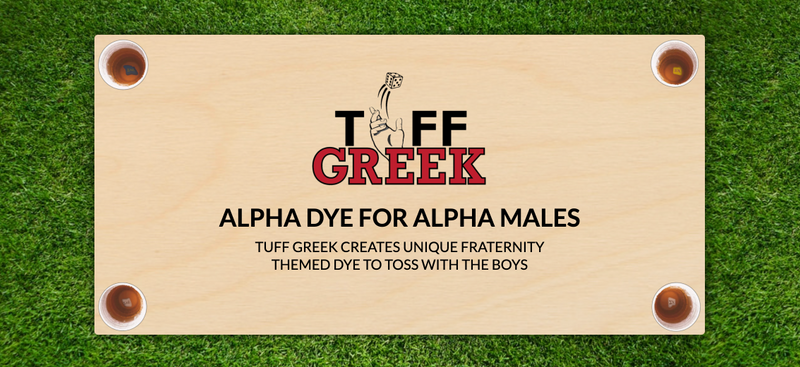 TUFF
GREEK
ALPHA DYE FOR ALPHA MALES
TUFF GREEK CREATES UNIQUE FRATERNITY
THEMED DYE TO TOSS WITH THE BOYS